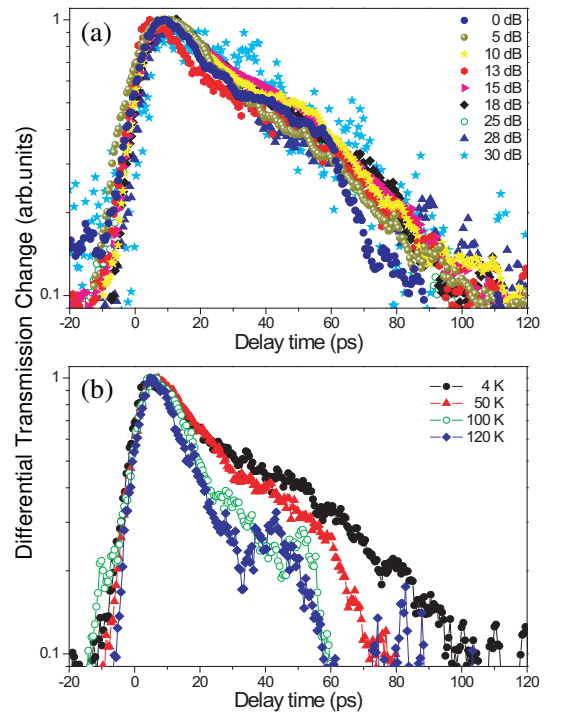 (a)
0 dB
5 dB
10 dB
13 dB
15 dB
18 dB
25 dB
28 dB
30 dB
1
0.1
-20 0 20 40 60 80 100 120
Delay time (ps)
Differential Transmission Change (arb.units)
(b)
4 K
50 K
100 K
120 K
1
0.1
-20 0 20 40 60 80 100 120
Delay time (ps)